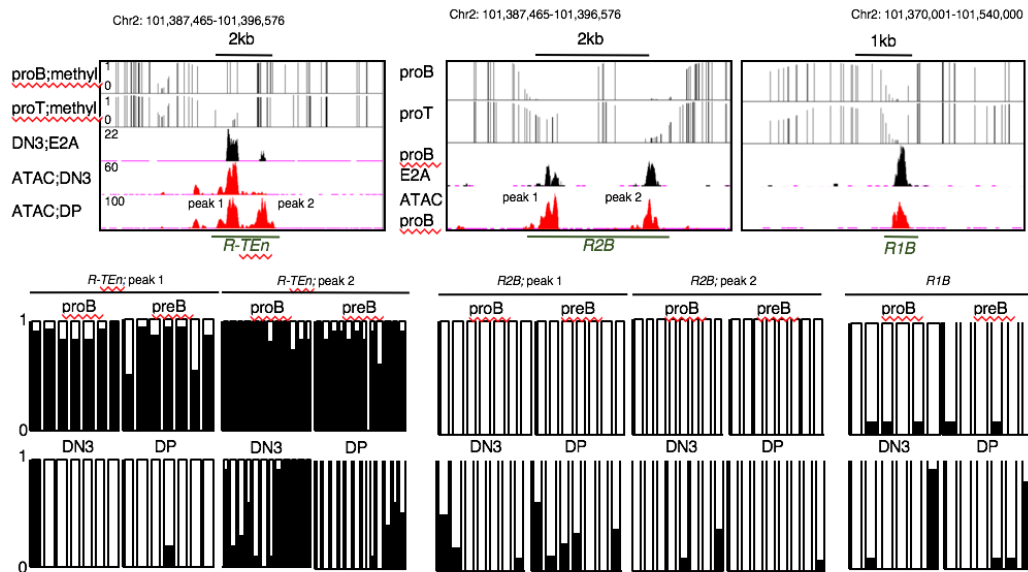 Chr2: 101,387,465-101,396,576
2kb
proB;methyl
1
0
proT;methyl
1
0
DN3;E2A
22
ATAC;DN3
60
ATAC;DP
100
peak 1
peak 2
R-TEn
Chr2: 101,387,465-101,396,576
2kb
proB
proT
proB
E2A
ATAC
proB
peak 1
peak 2
R2B
Chr2: 101,370,001-101,540,000
1kb
R1B
R-TEn; peak 1
R-TEn; peak 2
R2B; peak 1
R2B; peak 2
R1B
proB
preB
proB
preB
proB
preB
proB
preB
proB
preB
1
0
DN3
DP
DN3
DP
DN3
DP
DN3
DP
DN3
DP
1
0